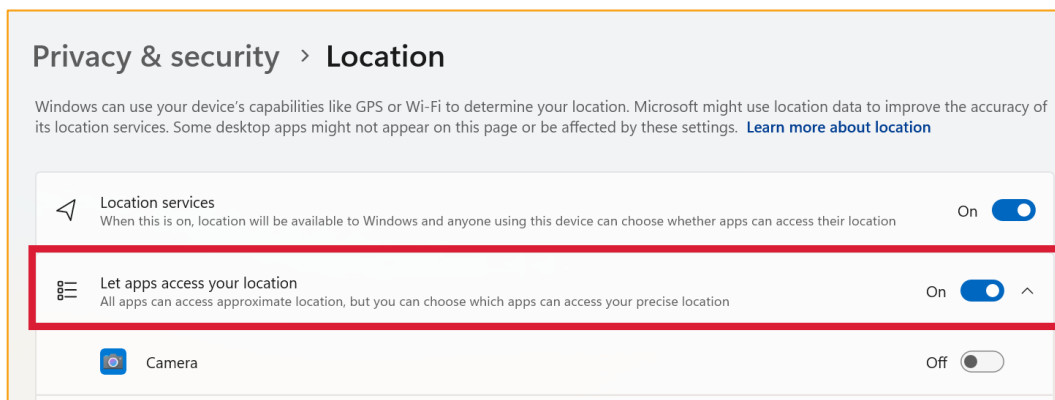 Privacy & security > Location
Windows can use your device's capabilities like GPS or Wi-Fi to determine your location. Microsoft might use location data to improve the accuracy of
its location services. Some desktop apps might not appear on this page or be affected by these settings. Learn more about location
Location services
When this is on, location will be available to Windows and anyone using this device can choose whether apps can access their location
On
Let apps access your location
All apps can access approximate location, but you can choose which apps can access your precise location
On
Camera
Off